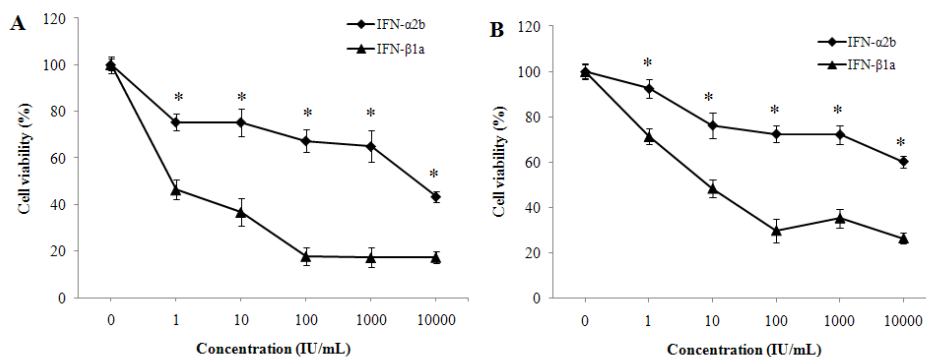 A
Cell viability (%)
120
100
80
60
40
20
0
IFN-α2b
IFN-β1a
*
*
*
*
*
0 1 10 100 1000 10000
Concentration (IU/mL)
B
Cell viability (%)
120
100
80
60
40
20
0
IFN-α2b
IFN-β1a
*
*
*
*
*
0 1 10 100 1000 10000
Concentration (IU/mL)